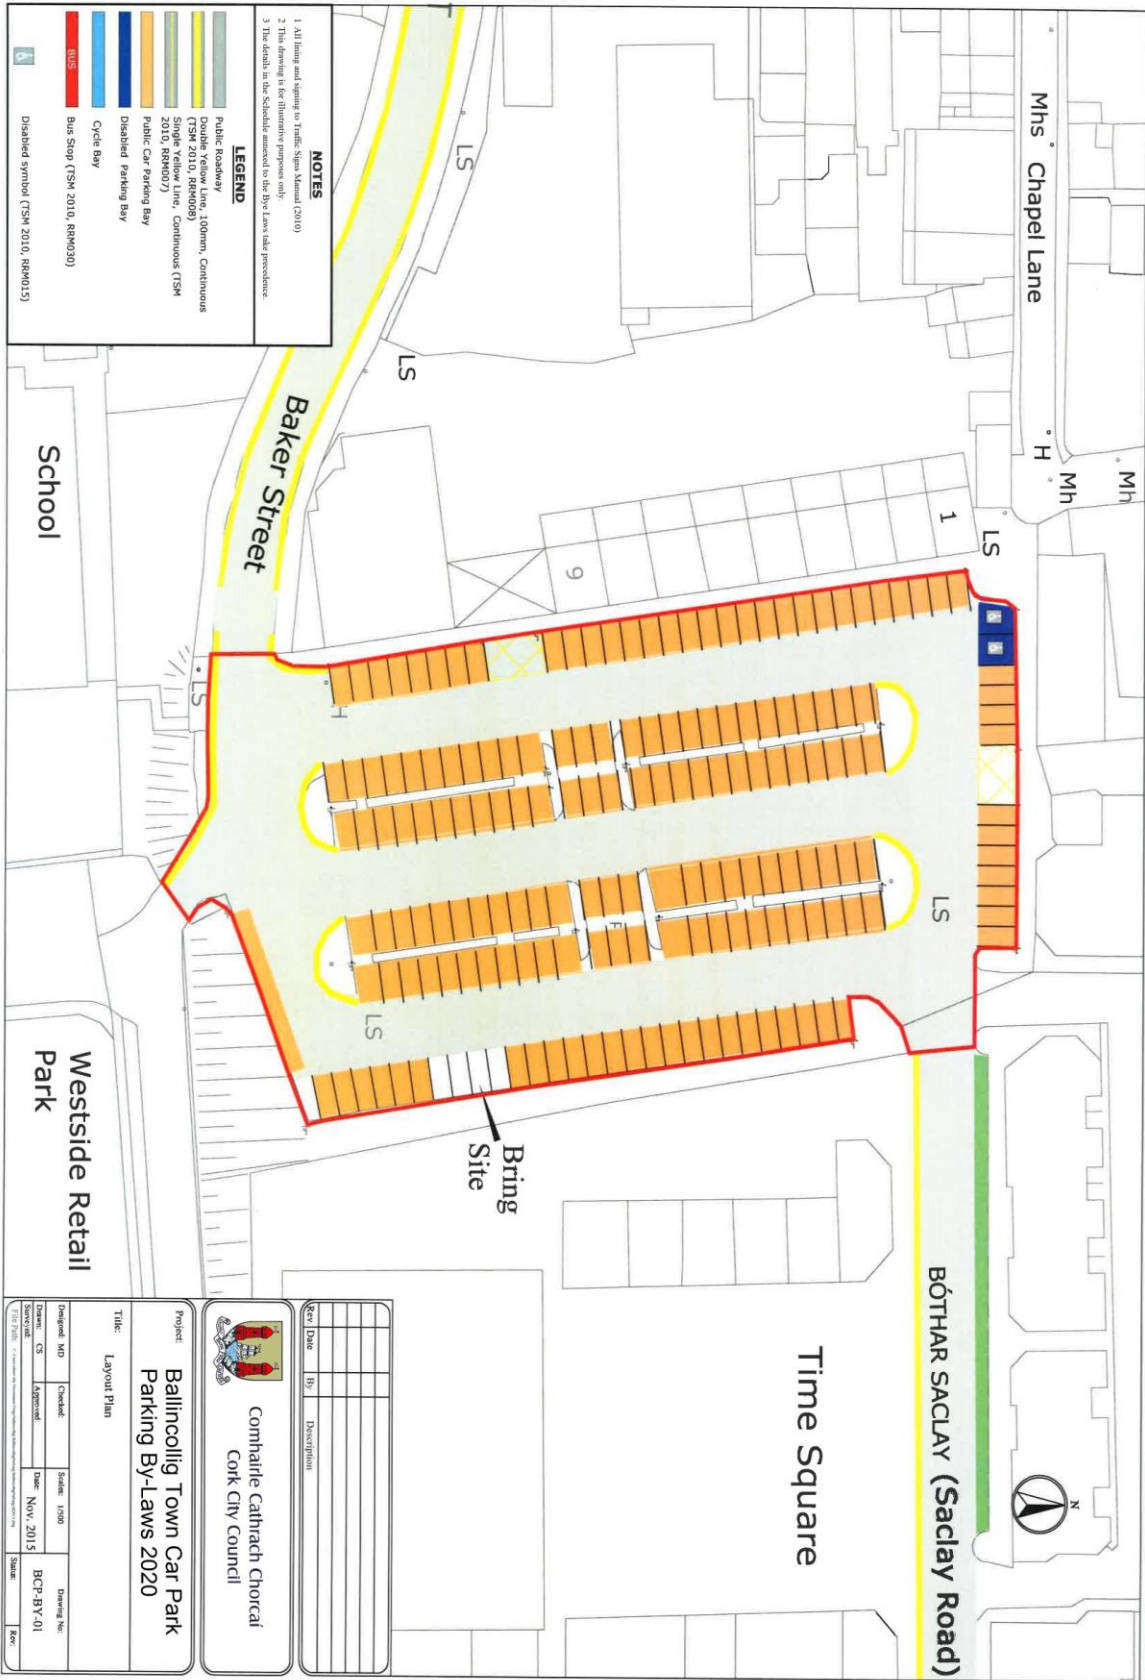 NOTES
1 All lining and signing to Traffic Signs Manual (2010)
2 This drawing is for illustrative purposes only.
3 The details in the Schedule annexed to the Bye Laws take precedence.
LEGEND
Public Roadway
Double Yellow Line, 100mm, Continuous
(TSM 2010, RRM008)
Single Yellow Line, Continuous (TSM
2010, RRM007)
Public Car Parking Bay
Disabled Parking Bay
Cycle Bay
BUS
Bus Stop (TSM 2010, RRM030)
Disabled symbol (TSM 2010, RRM015)
Mhs
Chapel Lane
H
Mh
Mh
LS
LS
LS
T
Baker Street
School
1
9
LS
H
LS
LS
Bring
Site
Westside Retail
Park
Time Square
BÓTHAR SACLAY (Saclay Road)
N
Rev
Date
By
Description
Comhairle Cathrach Chorcaí
Cork City Council
Project:
Ballincollig Town Car Park
Parking By-Laws 2020
Title:
Layout Plan
Designed: MD
Checked:
Scales: 1/500
Drawing No:
BCP-BY-01
Drawn: CS
Approved:
Date: Nov. 2015
Surveyed:
File Path:
Status:
Rev: